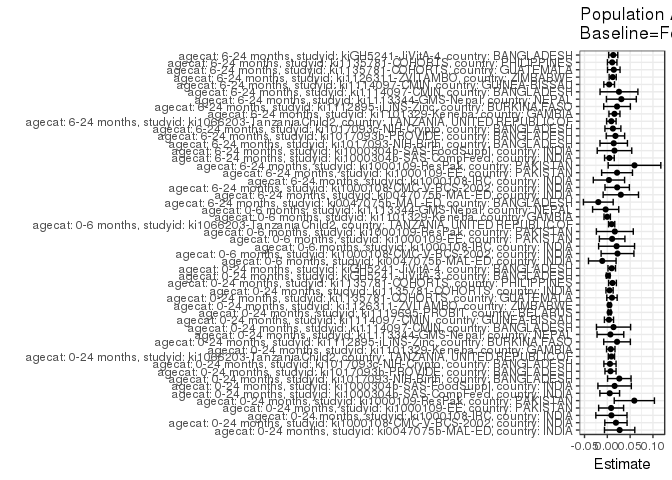 Population
Baseline=Fe
agecat: 6-24 months, studyid: kiGH5241-JiVitA-4, country: BANGLADESH
agecat: 6-24 months, studyid: ki1135781-COHORTS, country: PHILIPPINES
agecat: 6-24 months, studyid: ki1135781-COHORTS, country: GUATEMALA
agecat: 6-24 months, studyid: ki1126311-ZVITAMBO, country: ZIMBABWE
agecat: 6-24 months, studyid: ki1114097-CMIN, country: GUINEA-BISSAU
agecat: 6-24 months, studyid: ki1114097-CMIN, country: BANGLADESH
agecat: 6-24 months, studyid: ki1113344-GMS-Nepal, country: NEPAL
agecat: 6-24 months, studyid: ki1112895-iLiNS-Zinc, country: BURKINA FASO
agecat: 6-24 months, studyid: ki1101329-Keneba, country: GAMBIA
agecat: 6-24 months, studyid: ki1066203-TanzaniaChild2, country: TANZANIA, UNITED REPUBLIC OF
agecat: 6-24 months, studyid: ki1017093c-NIH-Crypto, country: BANGLADESH
agecat: 6-24 months, studyid: ki1017093b-PROVIDE, country: BANGLADESH
agecat: 6-24 months, studyid: ki1017093-NIH-Birth, country: BANGLADESH
agecat: 6-24 months, studyid: ki1000304b-SAS-FoodSuppl, country: INDIA
agecat: 6-24 months, studyid: ki1000304b-SAS-CompFeed, country: INDIA
agecat: 6-24 months, studyid: ki1000109-ResPak, country: PAKISTAN
agecat: 6-24 months, studyid: ki1000109-EE, country: PAKISTAN
agecat: 6-24 months, studyid: ki1000108-IRC, country: INDIA
agecat: 6-24 months, studyid: ki1000108-CMC-V-BCS-2002, country: INDIA
agecat: 6-24 months, studyid: ki0047075b-MAL-ED, country: INDIA
agecat: 6-24 months, studyid: ki0047075b-MAL-ED, country: BANGLADESH
agecat: 0-6 months, studyid: ki1113344-GMS-Nepal, country: NEPAL
agecat: 0-6 months, studyid: ki1101329-Keneba, country: GAMBIA
agecat: 0-6 months, studyid: ki1066203-TanzaniaChild2, country: TANZANIA, UNITED REPUBLIC OF
agecat: 0-6 months, studyid: ki1000109-ResPak, country: PAKISTAN
agecat: 0-6 months, studyid: ki1000109-EE, country: PAKISTAN
agecat: 0-6 months, studyid: ki1000108-IRC, country: INDIA
agecat: 0-6 months, studyid: ki1000108-CMC-V-BCS-2002, country: INDIA
agecat: 0-6 months, studyid: ki0047075b-MAL-ED, country: INDIA
agecat: 0-24 months, studyid: kiGH5241-JiVitA-4, country: BANGLADESH
agecat: 0-24 months, studyid: kiGH5241-JiVitA-3, country: BANGLADESH
agecat: 0-24 months, studyid: ki1135781-COHORTS, country: PHILIPPINES
agecat: 0-24 months, studyid: ki1135781-COHORTS, country: INDIA
agecat: 0-24 months, studyid: ki1135781-COHORTS, country: GUATEMALA
agecat: 0-24 months, studyid: ki1126311-ZVITAMBO, country: ZIMBABWE
agecat: 0-24 months, studyid: ki1119695-PROBIT, country: BELARUS
agecat: 0-24 months, studyid: ki1114097-CMIN, country: GUINEA-BISSAU
agecat: 0-24 months, studyid: ki1114097-CMIN, country: BANGLADESH
agecat: 0-24 months, studyid: ki1113344-GMS-Nepal, country: NEPAL
agecat: 0-24 months, studyid: ki1112895-iLiNS-Zinc, country: BURKINA FASO
agecat: 0-24 months, studyid: ki1101329-Keneba, country: GAMBIA
agecat: 0-24 months, studyid: ki1066203-TanzaniaChild2, country: TANZANIA, UNITED REPUBLIC OF
agecat: 0-24 months, studyid: ki1017093c-NIH-Crypto, country: BANGLADESH
agecat: 0-24 months, studyid: ki1017093b-PROVIDE, country: BANGLADESH
agecat: 0-24 months, studyid: ki1017093-NIH-Birth, country: BANGLADESH
agecat: 0-24 months, studyid: ki1000304b-SAS-FoodSuppl, country: INDIA
agecat: 0-24 months, studyid: ki1000304b-SAS-CompFeed, country: INDIA
agecat: 0-24 months, studyid: ki1000109-ResPak, country: PAKISTAN
agecat: 0-24 months, studyid: ki1000109-EE, country: PAKISTAN
agecat: 0-24 months, studyid: ki1000108-IRC, country: INDIA
agecat: 0-24 months, studyid: ki1000108-CMC-V-BCS-2002, country: INDIA
agecat: 0-24 months, studyid: ki0047075b-MAL-ED, country: INDIA
-0.05 0.00 0.05 0.10
Estimate